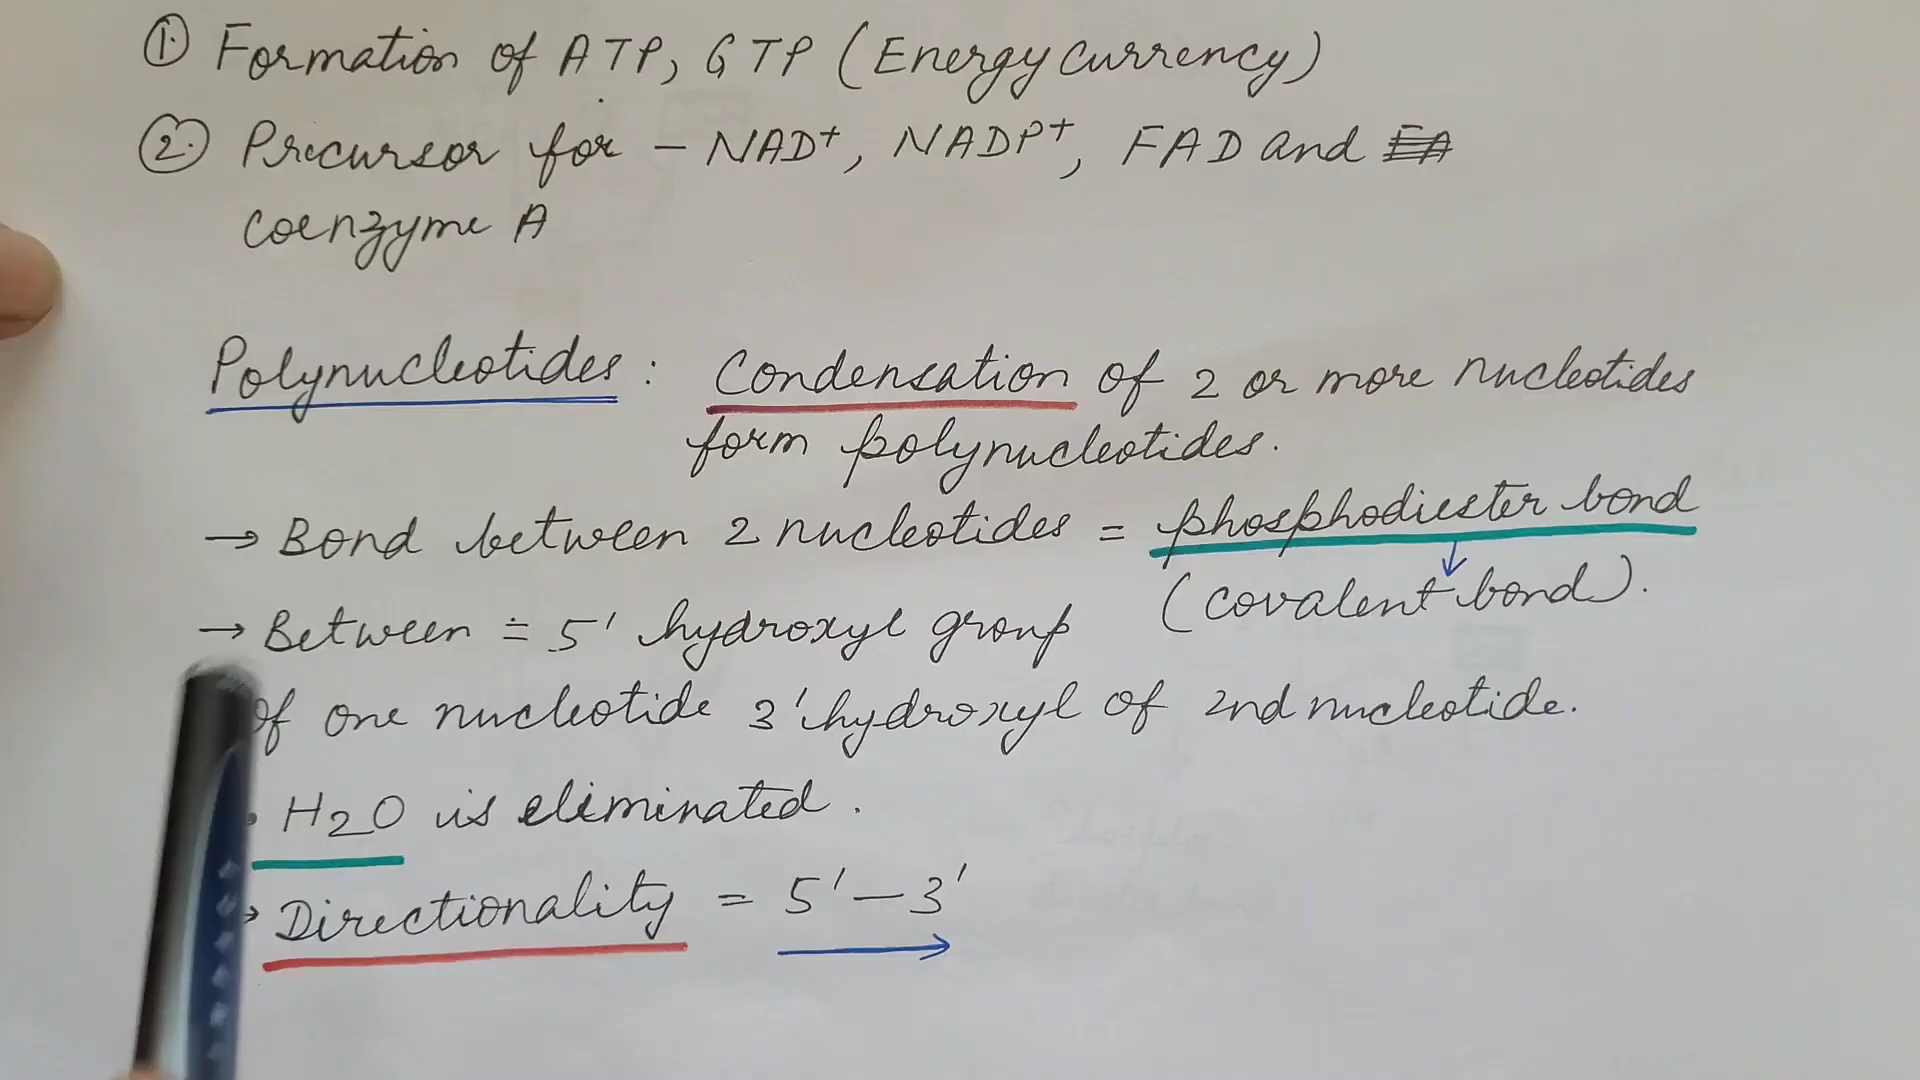 ① Formation of ATP, GTP (Energy currency)
② Precursor for - NAD+, NADP+, FAD and
coenzyme A
Polynucleotides : Condensation of 2 or more nucleotides
form polynucleotides.
→ Bond between 2 nucleotides = phosphodiester bond
(covalent bond).
→ Between = 5' hydroxyl group
of one nucleotide 3' hydroxyl of 2nd nucleotide.
H2O is eliminated.
→ Directionality = 5' - 3'